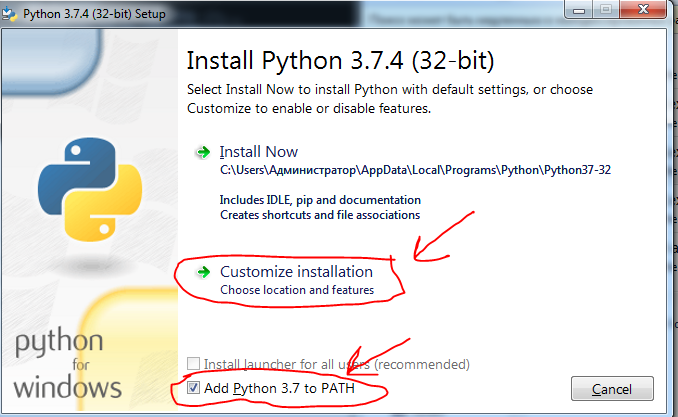 Python 3.7.4 (32-bit) Setup
Install Python 3.7.4 (32-bit)
Select Install Now to install Python with default settings, or choose
Customize to enable or disable features.
Install Now
C:\Users\Администратор\AppData\Local\Programs\Python\Python37-32
Includes IDLE, pip and documentation
Creates shortcuts and file associations
Customize installation
Choose location and features
Install launcher for all users (recommended)
Add Python 3.7 to PATH
python
for
windows
Cancel